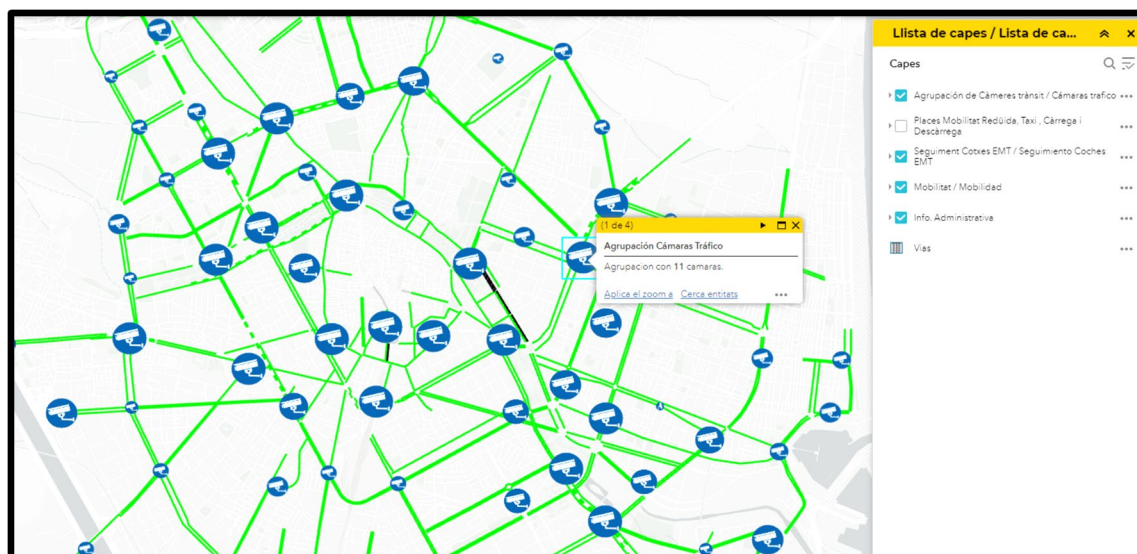 Llista de capes / Lista de ca...
Capes
Agrupación de Càmeres trànsit / Cámaras trafico
Places Mobilitat Reduïda, Taxi , Càrrega i
Descàrrega
Seguiment Cotxes EMT / Seguimiento Coches
EMT
Mobilitat / Mobilidad
Info. Administrativa
Vias
(1 de 4)
Agrupación Cámaras Tráfico
Agrupacion con 11 camaras.
Aplica el zoom a Cerca entitats